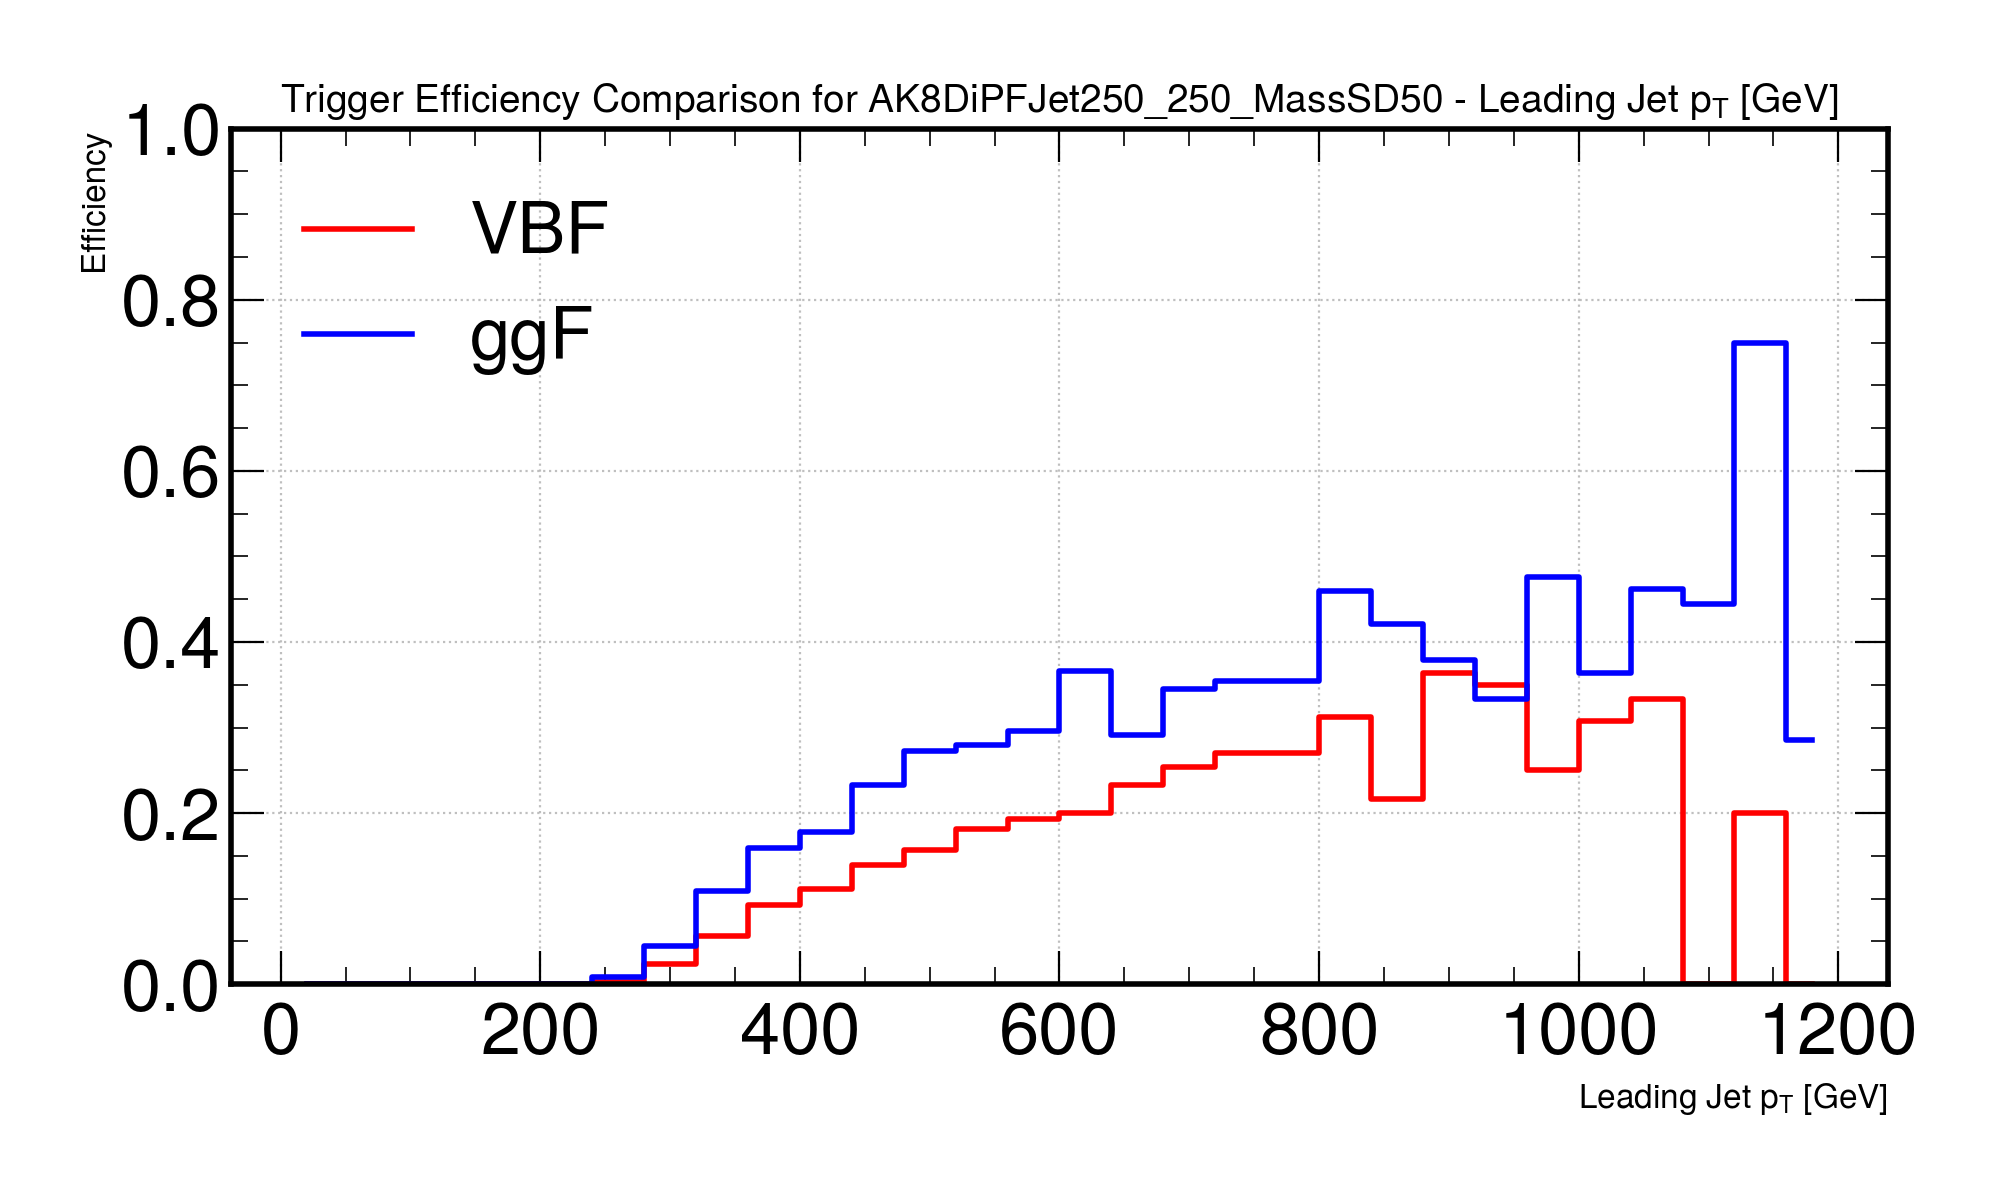 Trigger Efficiency Comparison for AK8DiPFJet250_250_MassSD50 - Leading Jet pT [GeV]
Efficiency
1.0
0.8
0.6
0.4
0.2
0.0
VBF
ggF
0 200 400 600 800 1000 1200
Leading Jet pT [GeV]